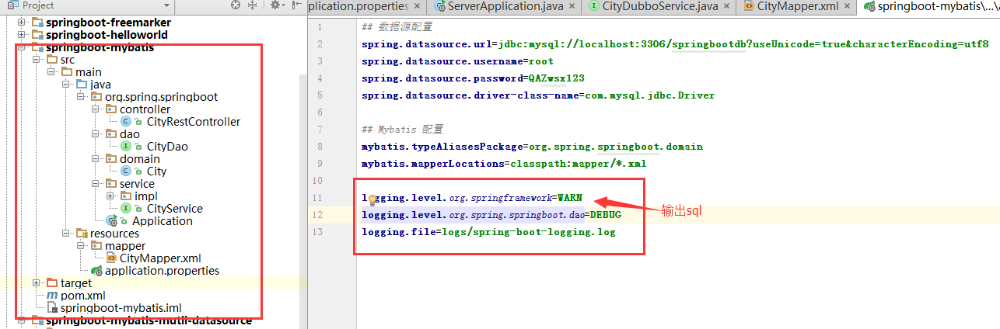 Project
plication.properties
ServerApplication.java
CityDubboService.java
CityMapper.xml
springboot-mybatis\...\a
springboot-freemarker
springboot-helloworld
springboot-mybatis
src
main
java
org.spring.springboot
controller
CityRestController
dao
CityDao
domain
City
service
impl
CityService
Application
resources
mapper
CityMapper.xml
application.properties
target
pom.xml
springboot-mybatis.iml
springboot-mybatis-mutil-datasource
1 ## 数据源配置
2 spring.datasource.url=jdbc:mysql://localhost:3306/springbootdb?useUnicode=true&characterEncoding=utf8
3 spring.datasource.username=root
4 spring.datasource.password=QAZwsx123
5 spring.datasource.driver-class-name=com.mysql.jdbc.Driver
6
7 ## Mybatis 配置
8 mybatis.typeAliasesPackage=org.spring.springboot.domain
9 mybatis.mapperLocations=classpath:mapper/*.xml
10
11 logging.level.org.springframework=WARN
12 logging.level.org.spring.springboot.dao=DEBUG
13 logging.file=logs/spring-boot-logging.log
输出sql